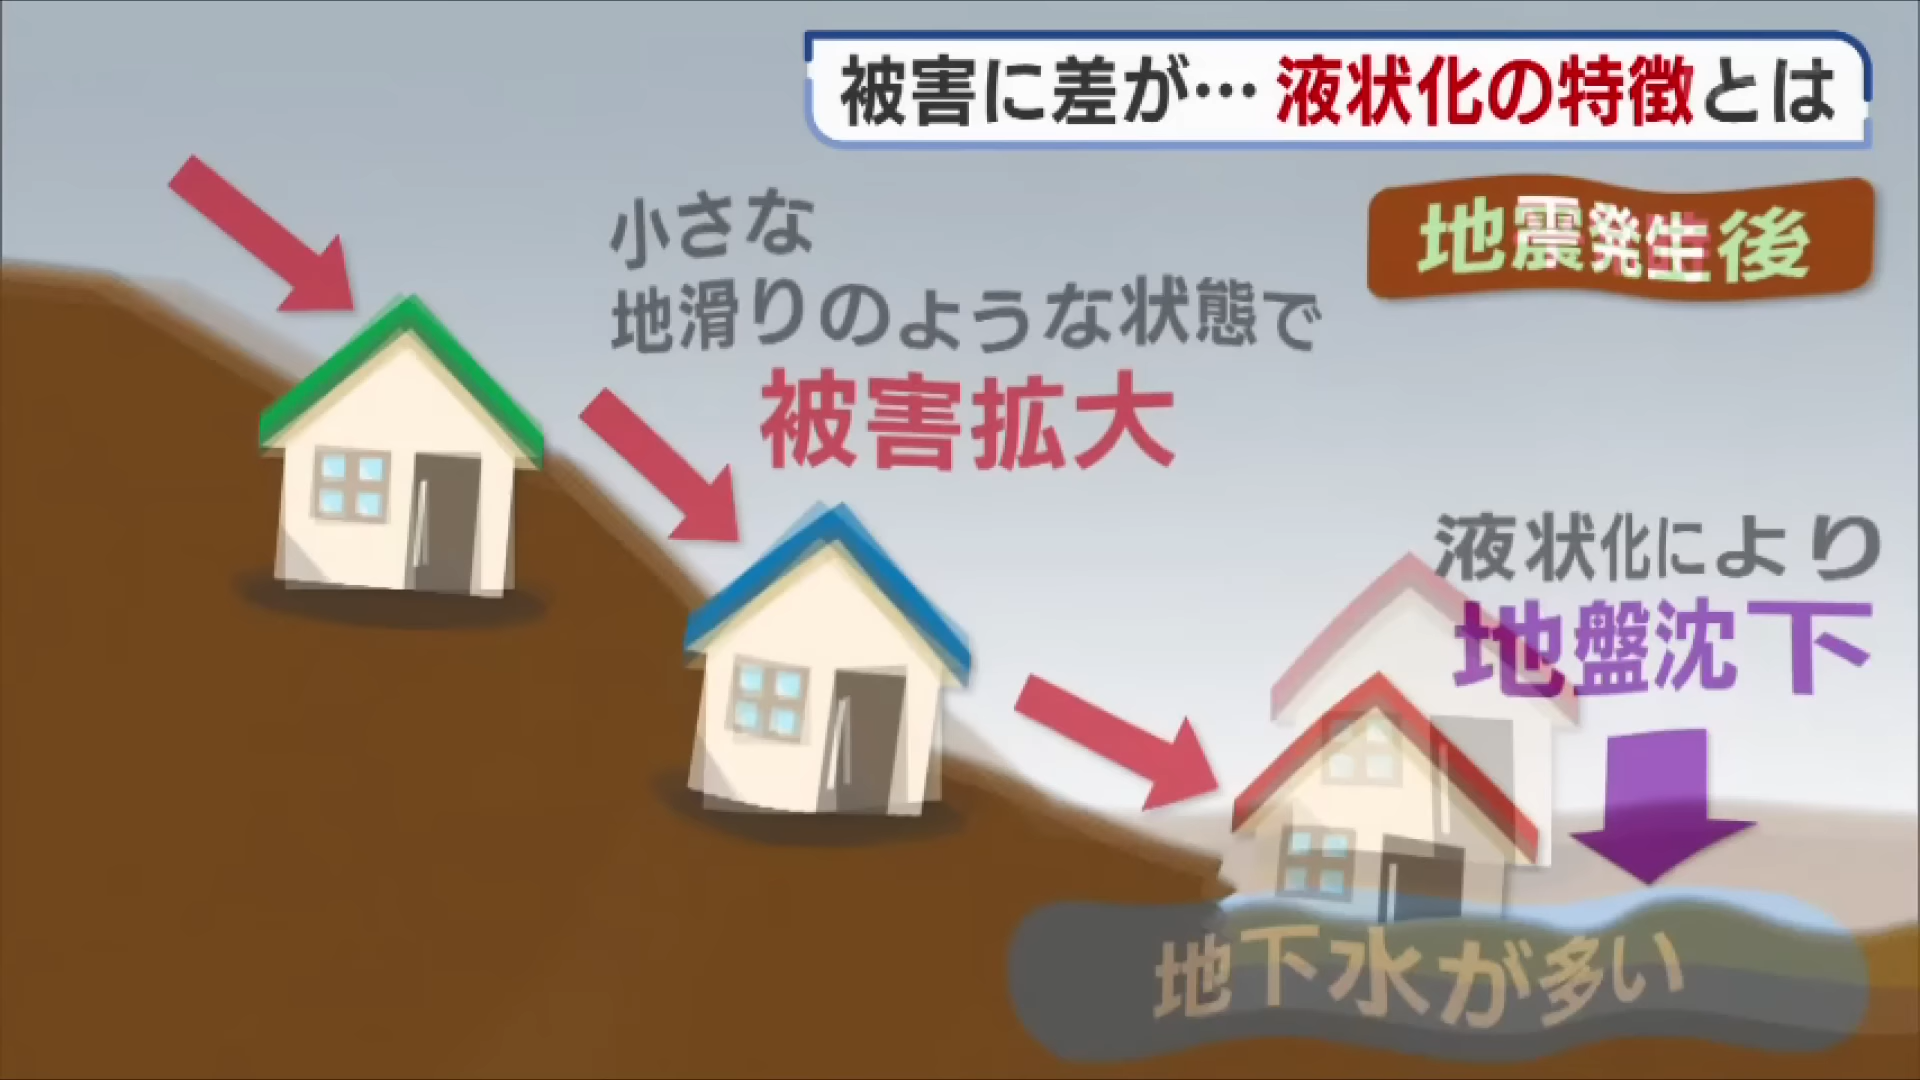 被害に差が…液状化の特徴とは
地震発生後
小さな
地滑りのような状態で
被害拡大
液状化により
地盤沈下
地下水が多い